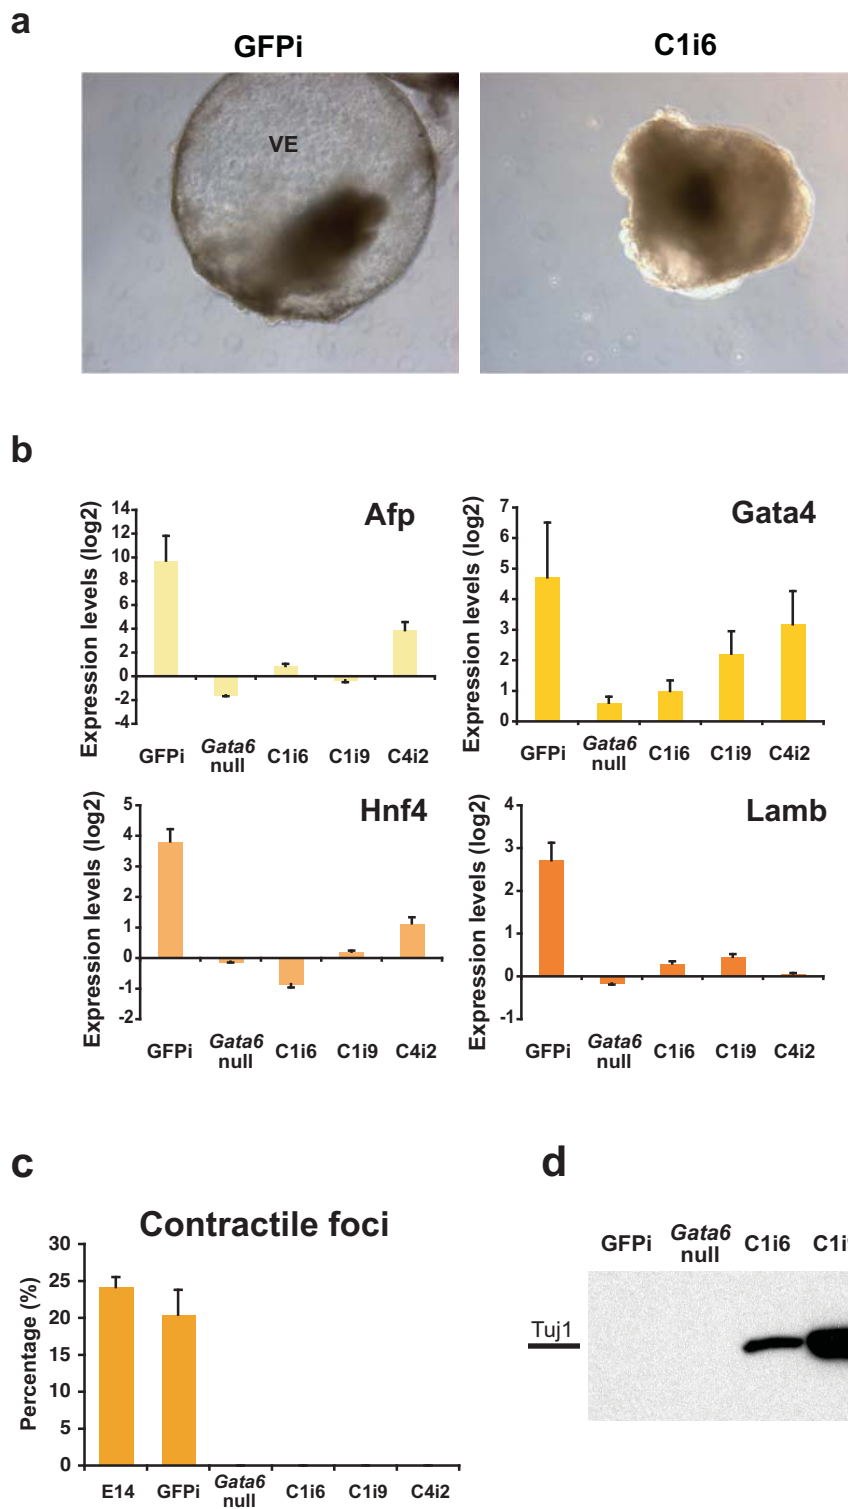 a
GFPi
C1i6
VE
b
Afp
Expression levels (log2)
14
12
10
8
6
4
2
0
-2
-4
GFPi
Gata6
null
C1i6
C1i9
C4i2
Gata4
Expression levels (log2)
7
6
5
4
3
2
1
0
GFPi
Gata6
null
C1i6
C1i9
C4i2
Hnf4
Expression levels (log2)
5
4
3
2
1
0
-1
-2
GFPi
Gata6
null
C1i6
C1i9
C4i2
Lamb
Expression levels (log2)
4
3
2
1
0
-1
GFPi
Gata6
null
C1i6
C1i9
C4i2
c
Contractile foci
Percentage (%)
30
25
20
15
10
5
0
E14
GFPi
Gata6
null
C1i6
C1i9
C4i2
d
GFPi
Gata6
null
C1i6
Tuj1